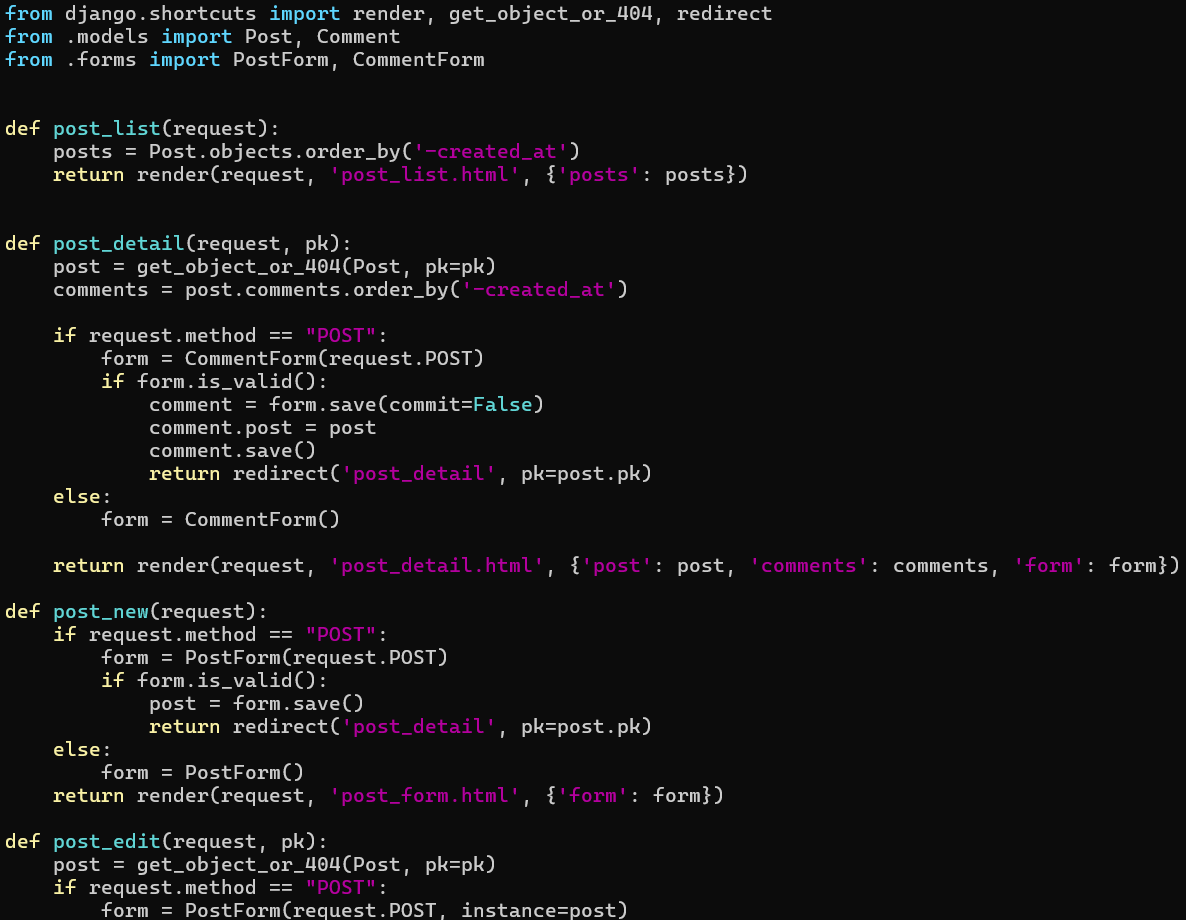 from django.shortcuts import render, get_object_or_404, redirect
from .models import Post, Comment
from .forms import PostForm, CommentForm


def post_list(request):
    posts = Post.objects.order_by('-created_at')
    return render(request, 'post_list.html', {'posts': posts})


def post_detail(request, pk):
    post = get_object_or_404(Post, pk=pk)
    comments = post.comments.order_by('-created_at')

    if request.method == "POST":
        form = CommentForm(request.POST)
        if form.is_valid():
            comment = form.save(commit=False)
            comment.post = post
            comment.save()
            return redirect('post_detail', pk=post.pk)
    else:
        form = CommentForm()

    return render(request, 'post_detail.html', {'post': post, 'comments': comments, 'form': form})

def post_new(request):
    if request.method == "POST":
        form = PostForm(request.POST)
        if form.is_valid():
            post = form.save()
            return redirect('post_detail', pk=post.pk)
    else:
        form = PostForm()
    return render(request, 'post_form.html', {'form': form})

def post_edit(request, pk):
    post = get_object_or_404(Post, pk=pk)
    if request.method == "POST":
        form = PostForm(request.POST, instance=post)